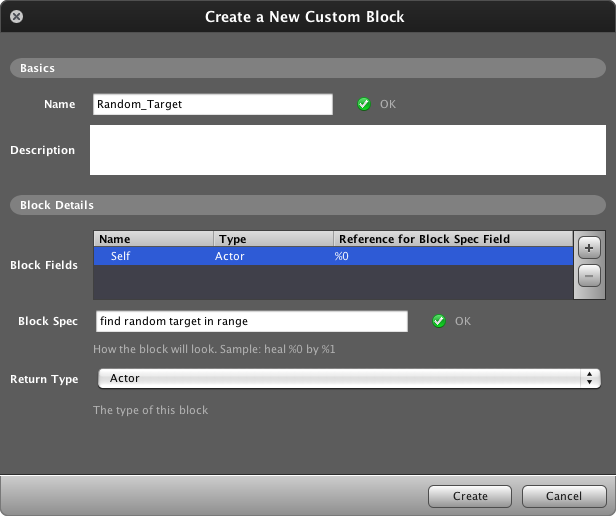 Create a New Custom Block
Basics
Name Random_Target OK
Description
Block Details
Name Type Reference for Block Spec Field
Block Fields
Self Actor %0
+
−
Block Spec find random target in range OK
How the block will look. Sample: heal %0 by %1
Return Type Actor
The type of this block
Create Cancel